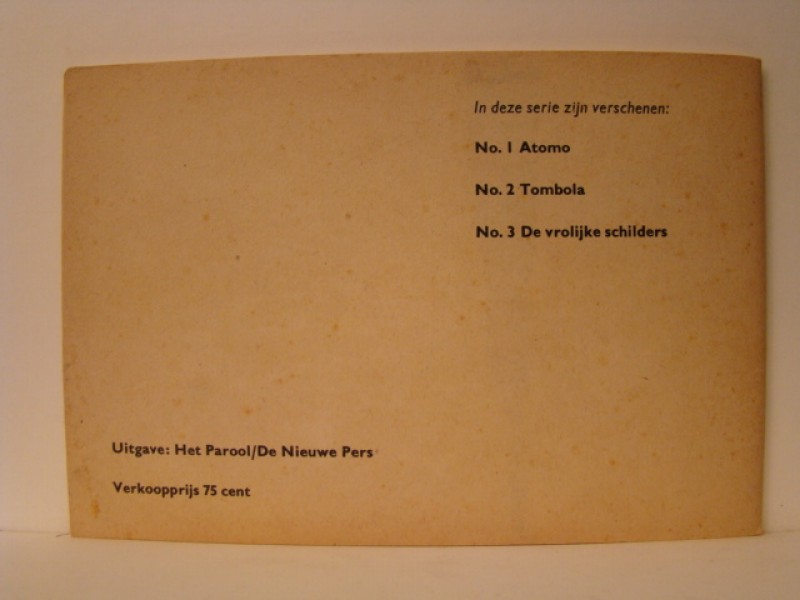 In deze serie zijn verschenen:
No. 1 Atomo
No. 2 Tombola
No. 3 De vrolijke schilders
Uitgave: Het Parool/De Nieuwe Pers
Verkoopprijs 75 cent